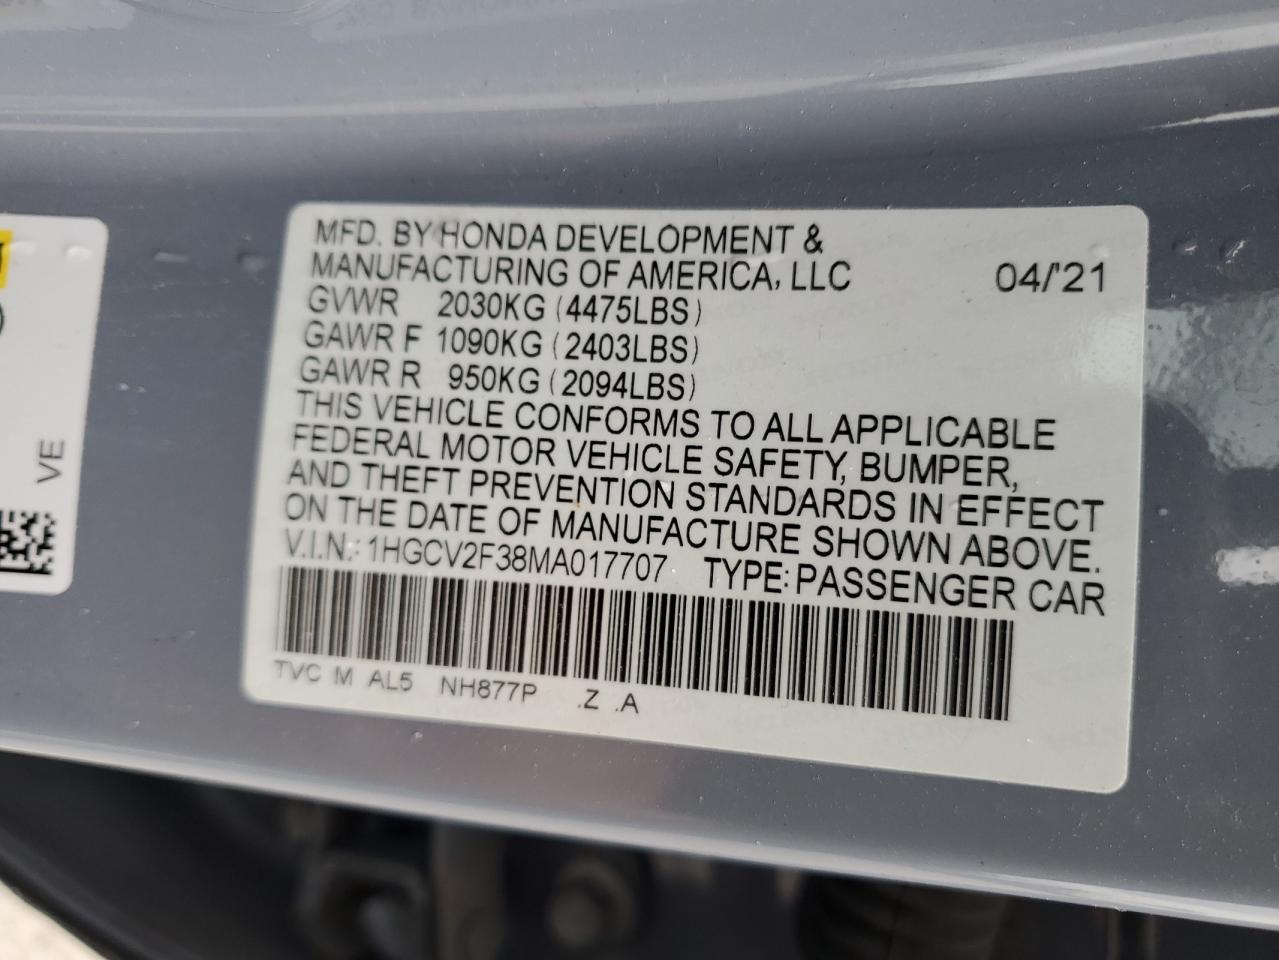 MFD. BY HONDA DEVELOPMENT &
MANUFACTURING OF AMERICA, LLC 04/'21
GVWR 2030KG (4475LBS)
GAWR F 1090KG (2403LBS)
GAWR R 950KG (2094LBS)
THIS VEHICLE CONFORMS TO ALL APPLICABLE
FEDERAL MOTOR VEHICLE SAFETY, BUMPER,
AND THEFT PREVENTION STANDARDS IN EFFECT
ON THE DATE OF MANUFACTURE SHOWN ABOVE.
V.I.N.: 1HGCV2F38MA017707 TYPE: PASSENGER CAR
TVC M AL5 NH877P .Z .A
VE